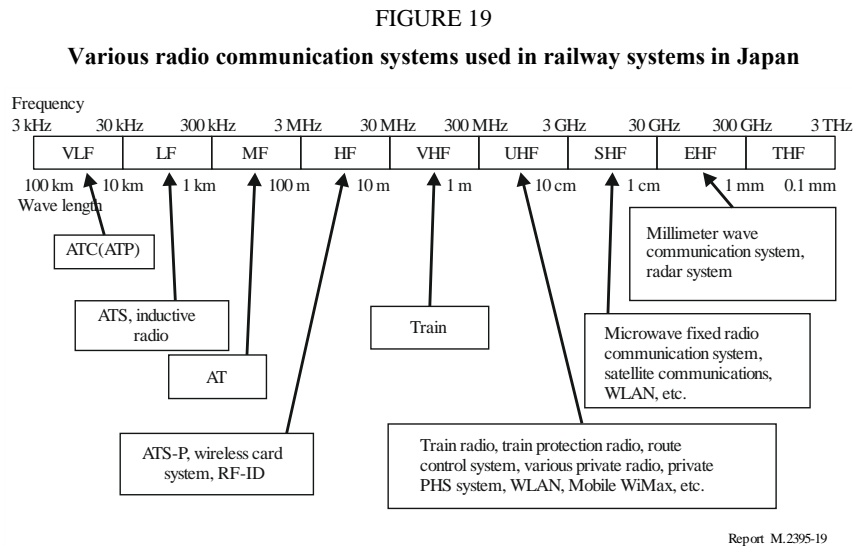 FIGURE 19
Various radio communication systems used in railway systems in Japan
Frequency
3 kHz 30 kHz 300 kHz 3 MHz 30 MHz 300 MHz 3 GHz 30 GHz 300 GHz 3 THz
VLF LF MF HF VHF UHF SHF EHF THF
100 km 10 km 1 km 100 m 10 m 1 m 10 cm 1 cm 1 mm 0.1 mm
Wave length
ATC(ATP)
Millimeter wave
communication system,
radar system
ATS, inductive
radio
Train
Microwave fixed radio
communication system,
satellite communications,
WLAN, etc.
AT
ATS-P, wireless card
system, RF-ID
Train radio, train protection radio, route
control system, various private radio, private
PHS system, WLAN, Mobile WiMax, etc.
Report M.2395-19